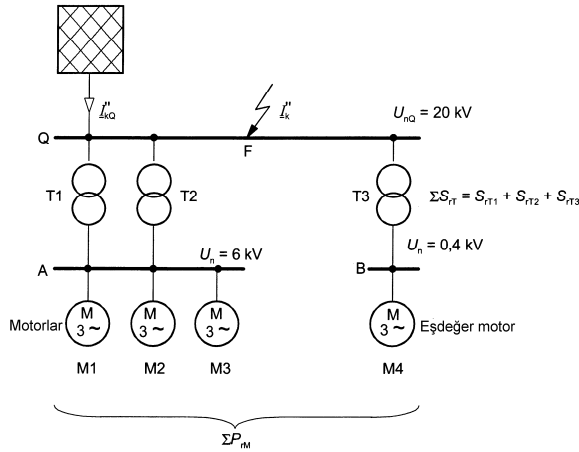 I"kQ
I"k
UnQ = 20 kV
Q
F
T1
T2
T3
ΣSrT = SrT1 + SrT2 + SrT3
Un = 6 kV
Un = 0,4 kV
A
B
Motorlar
M
3 ~
M
3 ~
M
3 ~
M
3 ~
Eşdeğer motor
M1
M2
M3
M4
ΣPrM